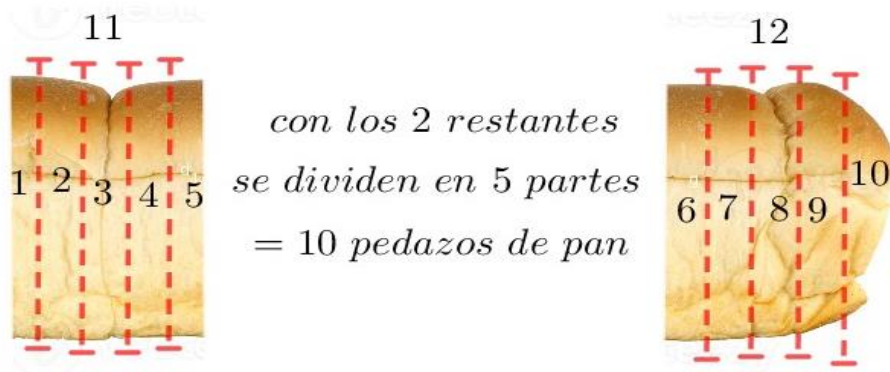 11
12
con los 2 restantes
se dividen en 5 partes
= 10 pedazos de pan
1 2 3 4 5
6 7 8 9 10